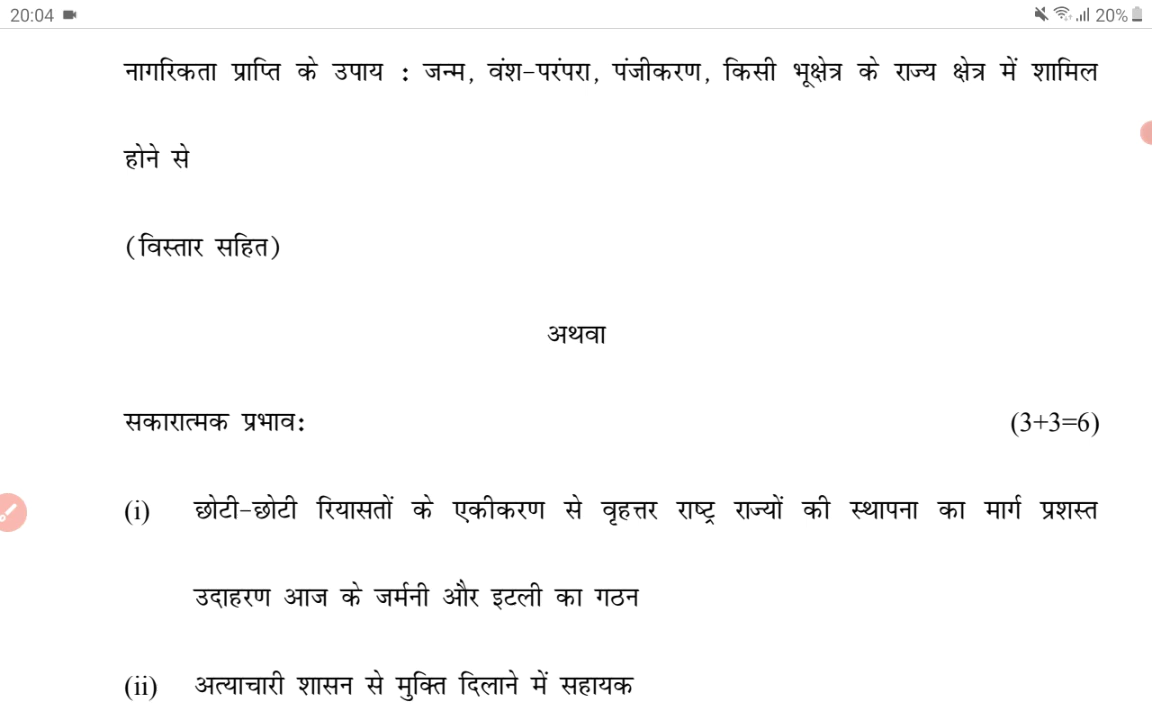 20:04 20%
नागरिकता प्राप्ति के उपाय : जन्म, वंश-परंपरा, पंजीकरण, किसी भूक्षेत्र के राज्य क्षेत्र में शामिल
होने से
(विस्तार सहित)
अथवा
सकारात्मक प्रभाव: (3+3=6)
(i) छोटी-छोटी रियासतों के एकीकरण से वृहत्तर राष्ट्र राज्यों की स्थापना का मार्ग प्रशस्त
उदाहरण आज के जर्मनी और इटली का गठन
(ii) अत्याचारी शासन से मुक्ति दिलाने में सहायक